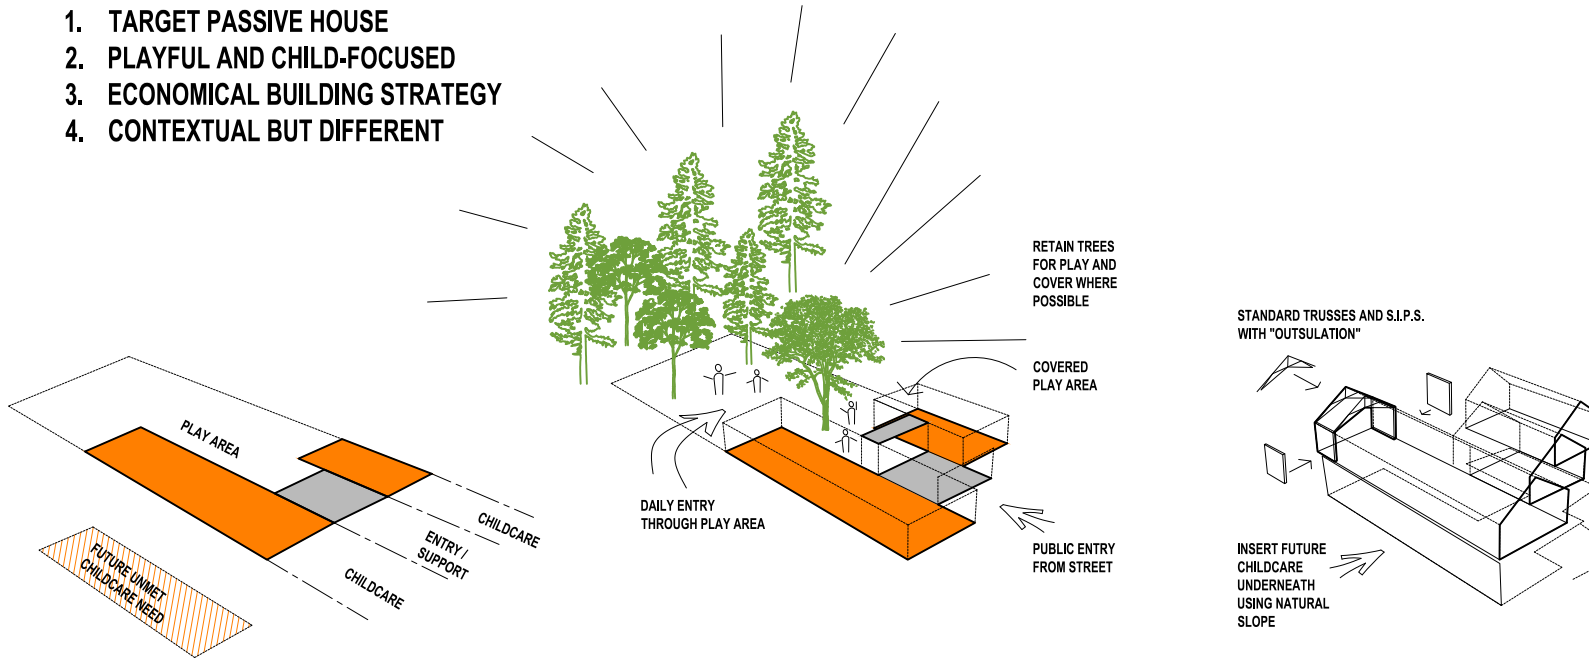 1. TARGET PASSIVE HOUSE
2. PLAYFUL AND CHILD-FOCUSED
3. ECONOMICAL BUILDING STRATEGY
4. CONTEXTUAL BUT DIFFERENT
PLAY AREA
CHILDCARE
ENTRY /
SUPPORT
CHILDCARE
FUTURE UNMET
CHILDCARE NEED
RETAIN TREES
FOR PLAY AND
COVER WHERE
POSSIBLE
COVERED
PLAY AREA
DAILY ENTRY
THROUGH PLAY AREA
PUBLIC ENTRY
FROM STREET
STANDARD TRUSSES AND S.I.P.S.
WITH "OUTSULATION"
INSERT FUTURE
CHILDCARE
UNDERNEATH
USING NATURAL
SLOPE